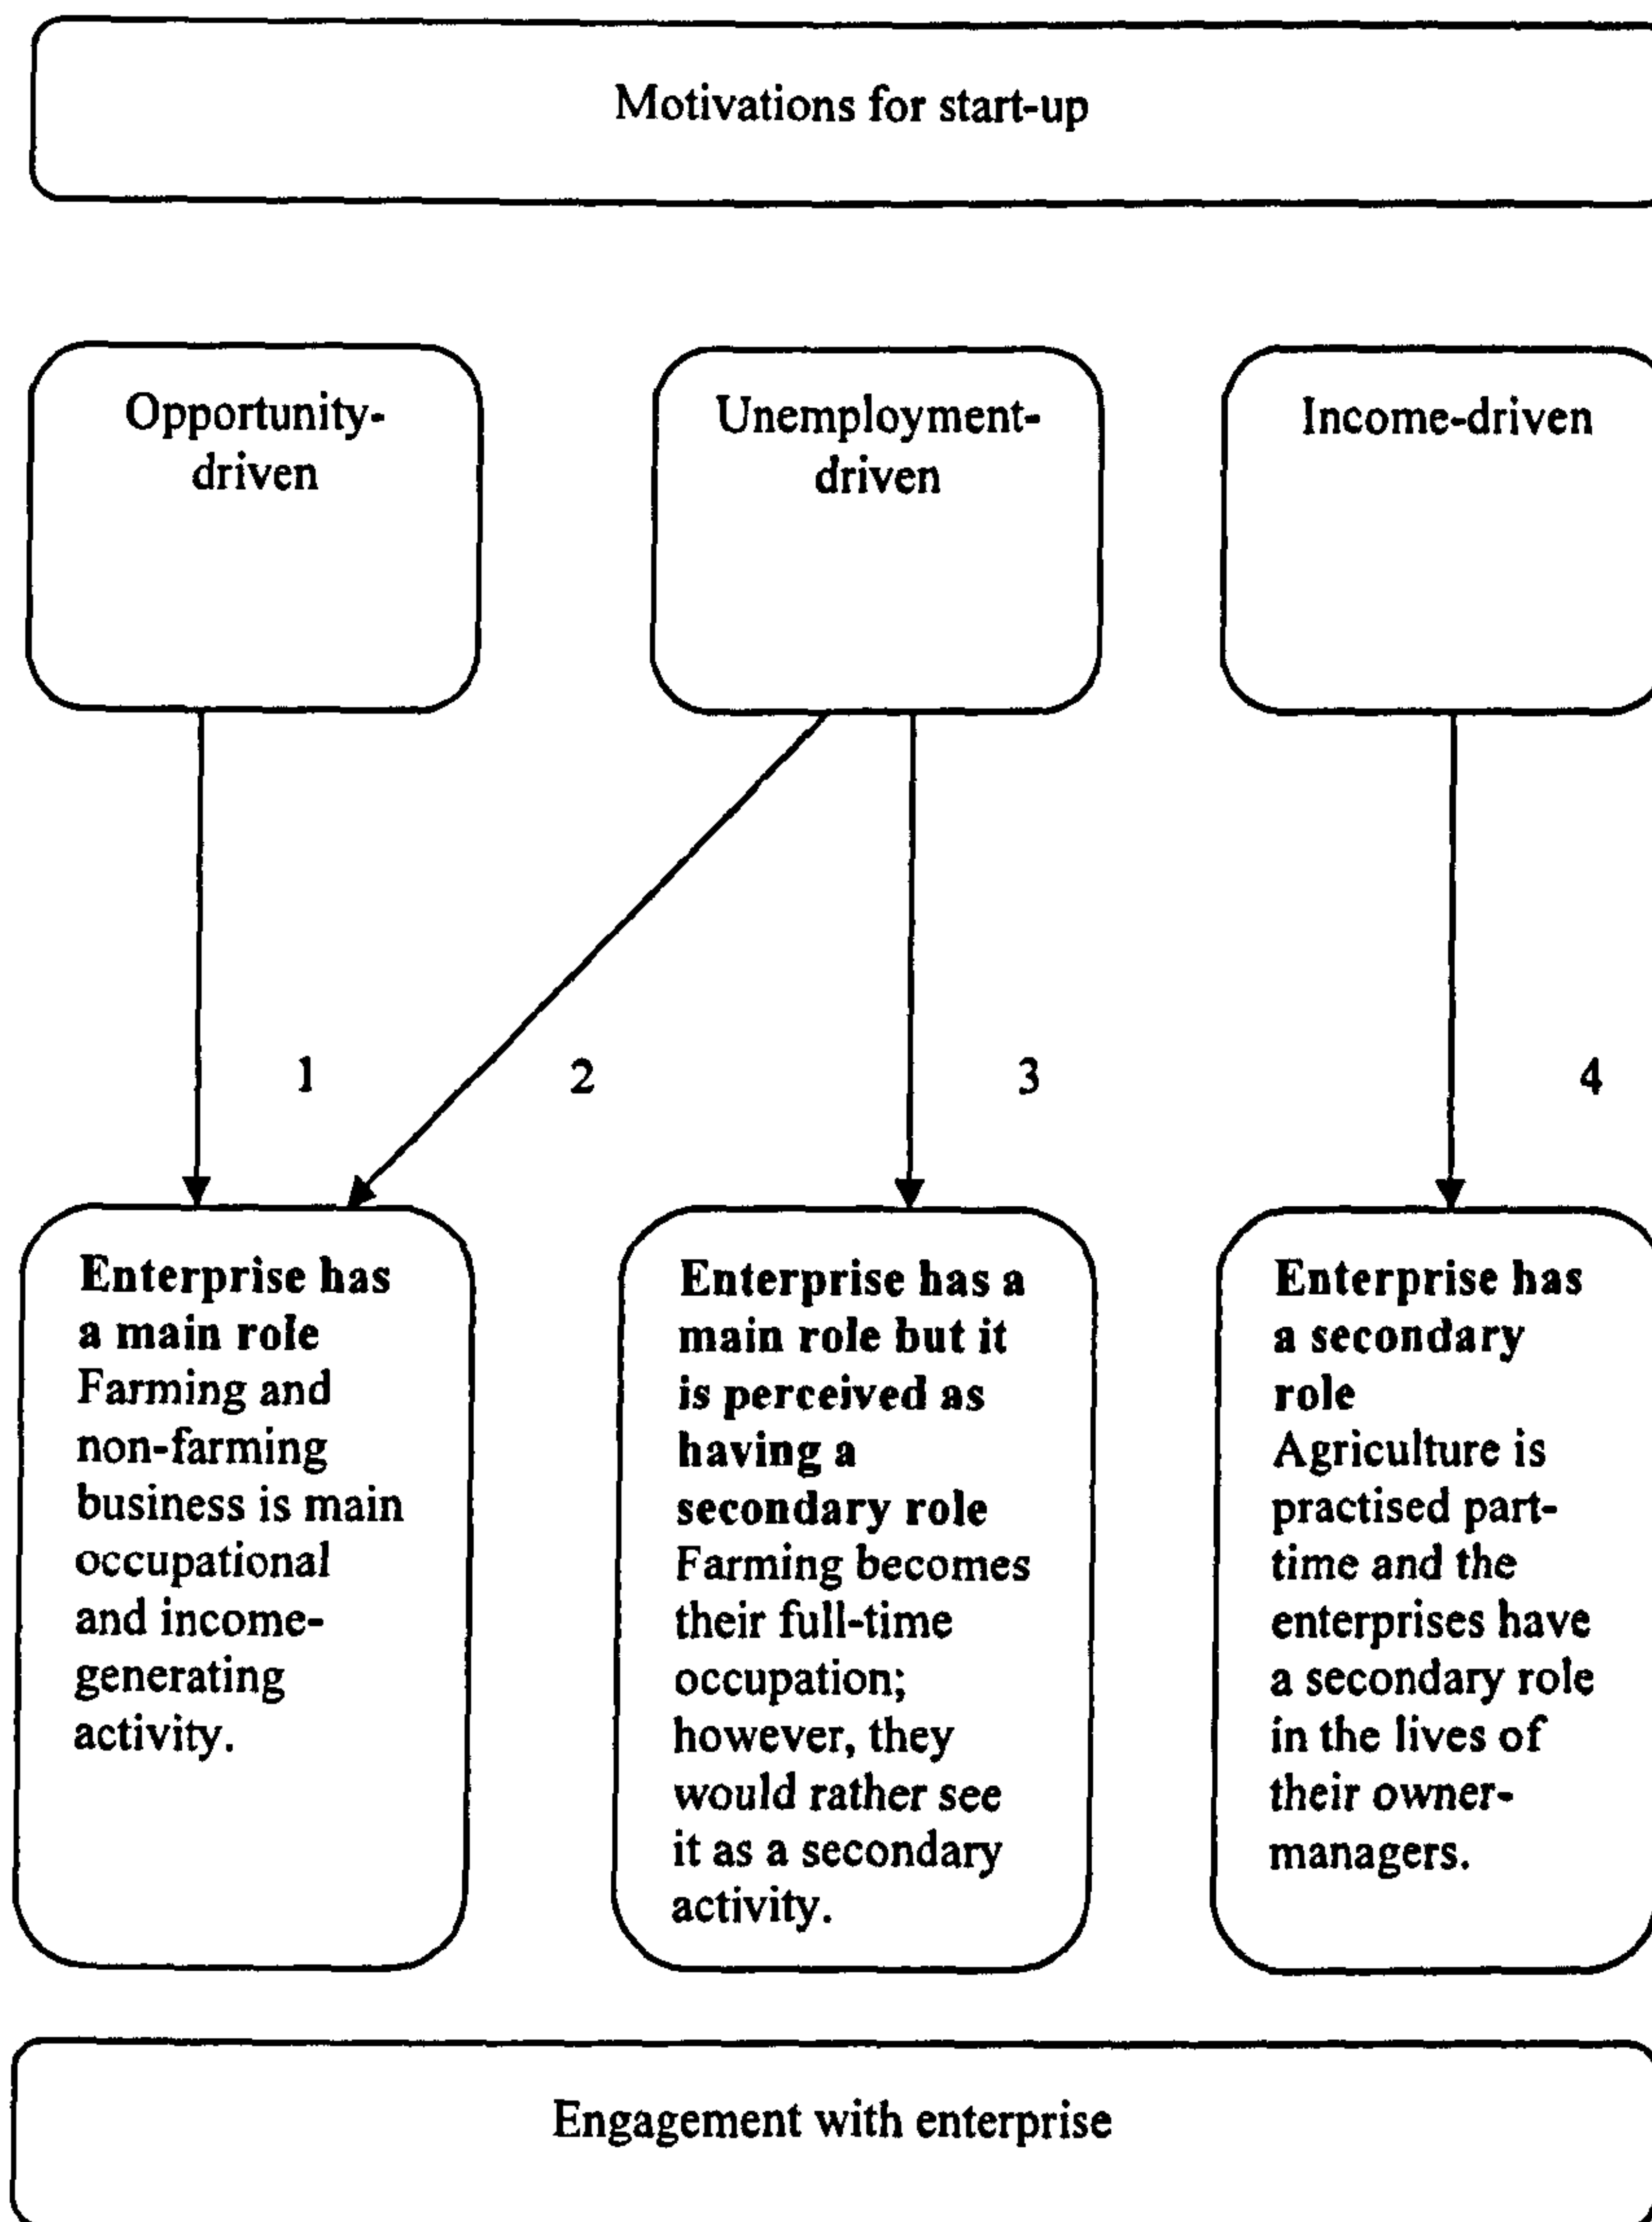 Motivations for start-up
Opportunity-
driven
Unemployment-
driven
Income-driven
1
2
3
4
Enterprise has
a main role
Farming and
non-farming
business is main
occupational
and income-
generating
activity.
Enterprise has a
main role but it
is perceived as
having a
secondary role
Farming becomes
their full-time
occupation;
however, they
would rather see
it as a secondary
activity.
Enterprise has
a secondary
role
Agriculture is
practised part-
time and the
enterprises have
a secondary role
in the lives of
their owner-
managers.
Engagement with enterprise